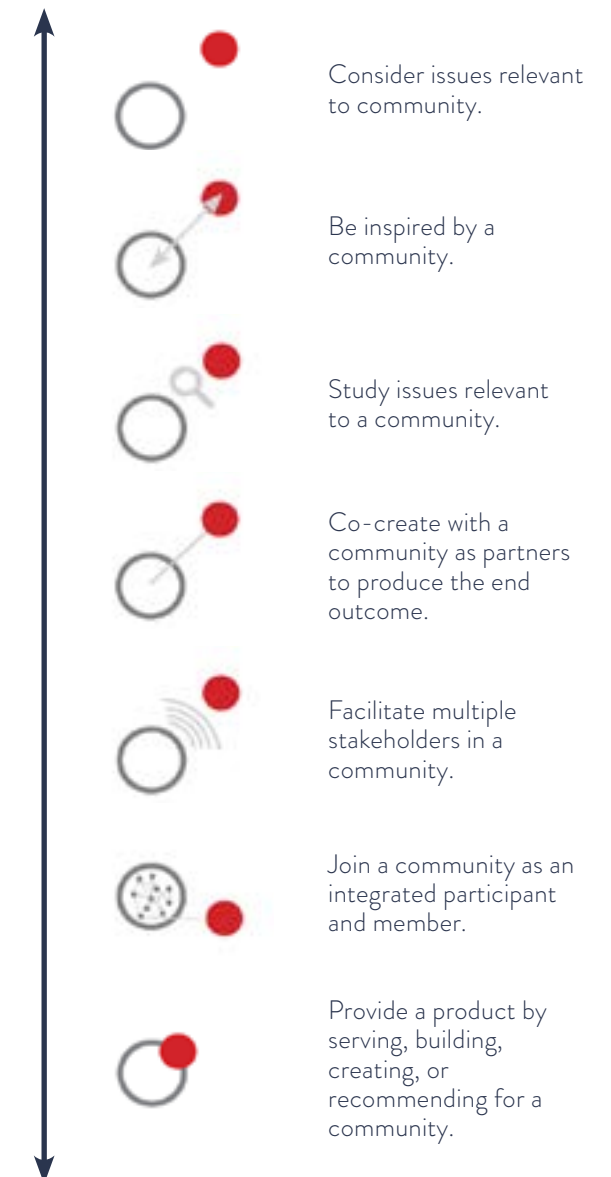 Consider issues relevant
to community.
Be inspired by a
community.
Study issues relevant
to a community.
Co-create with a
community as partners
to produce the end
outcome.
Facilitate multiple
stakeholders in a
community.
Join a community as an
integrated participant
and member.
Provide a product by
serving, building,
creating, or
recommending for a
community.